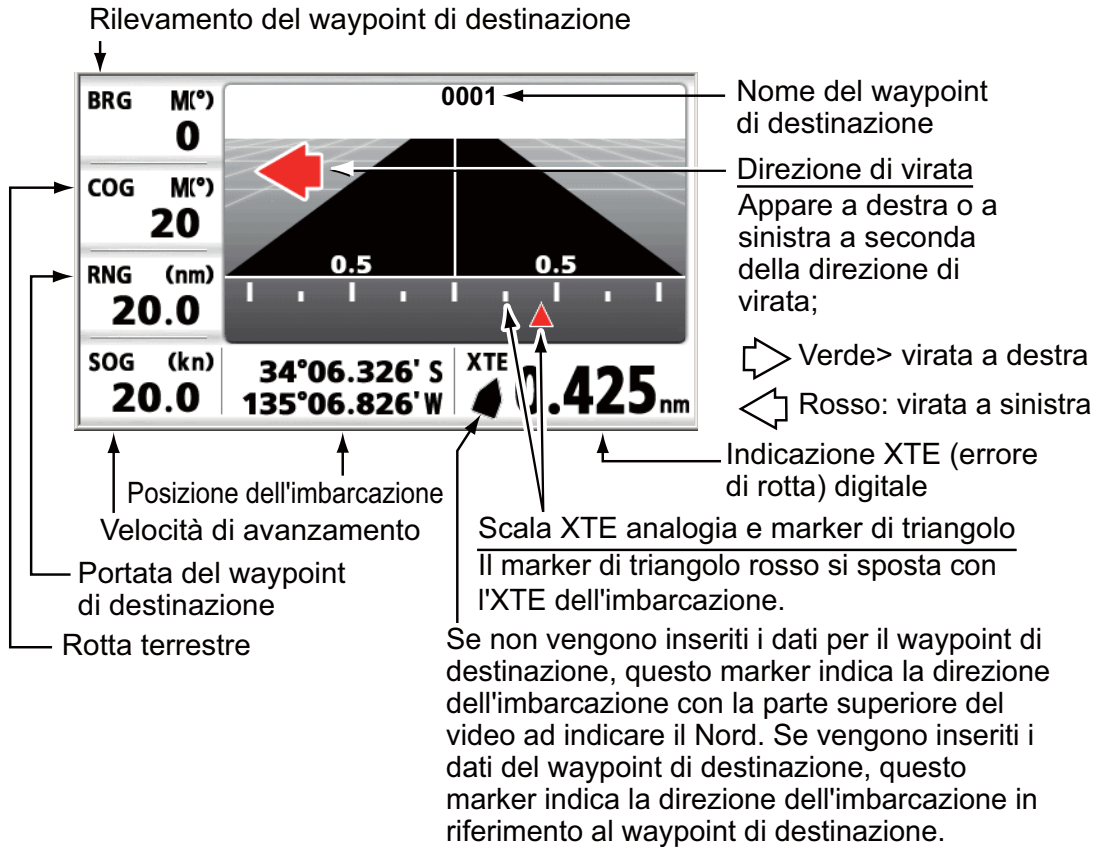 Rilevamento del waypoint di destinazione
BRG M(°)
0
COG M(°)
20
RNG (nm)
20.0
SOG (kn)
20.0
0001
0.5 0.5
34°06.326' S
135°06.826' W
XTE
0.425 nm
Nome del waypoint
di destinazione
Direzione di virata
Appare a destra o a
sinistra a seconda
della direzione di
virata;
Verde> virata a destra
Rosso: virata a sinistra
Indicazione XTE (errore
di rotta) digitale
Posizione dell'imbarcazione
Velocità di avanzamento
Portata del waypoint
di destinazione
Rotta terrestre
Scala XTE analogia e marker di triangolo
Il marker di triangolo rosso si sposta con
l'XTE dell'imbarcazione.
Se non vengono inseriti i dati per il waypoint di
destinazione, questo marker indica la direzione
dell'imbarcazione con la parte superiore del
video ad indicare il Nord. Se vengono inseriti i
dati del waypoint di destinazione, questo
marker indica la direzione dell'imbarcazione in
riferimento al waypoint di destinazione.